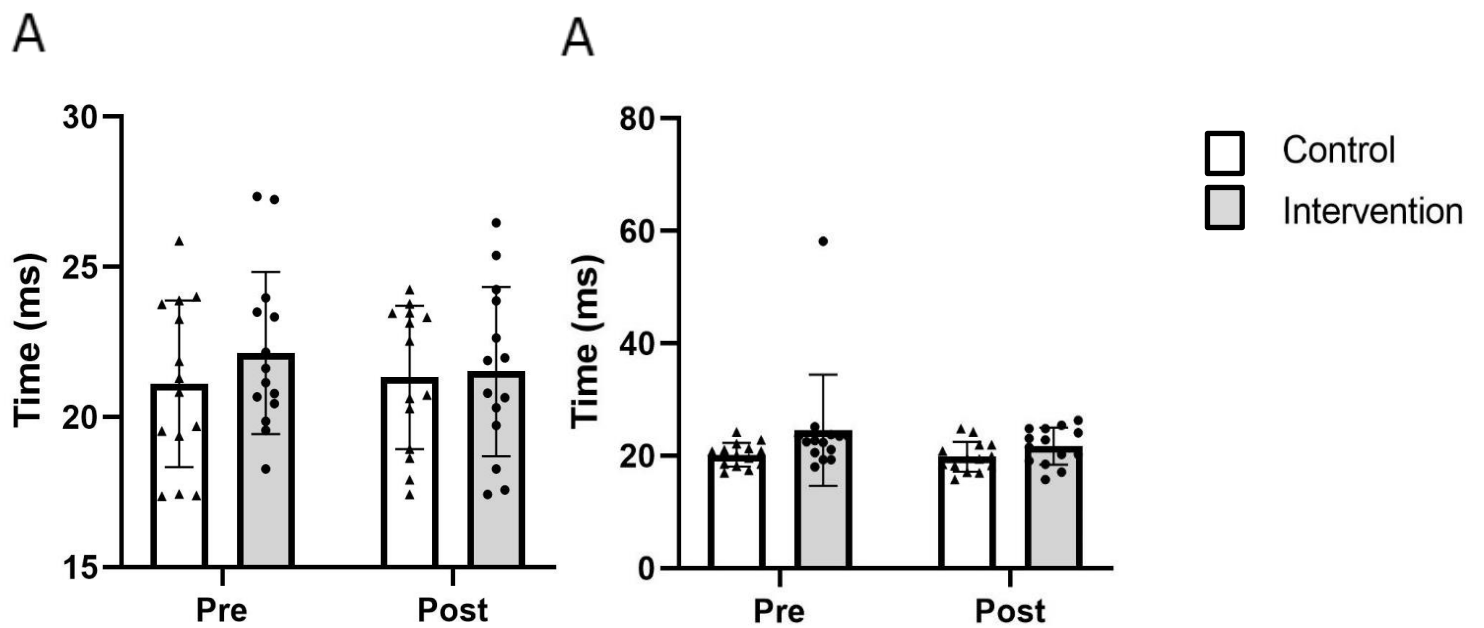 A
30
25
20
15
Time (ms)
Pre
Post
A
80
60
40
20
0
Time (ms)
Pre
Post
Control
Intervention